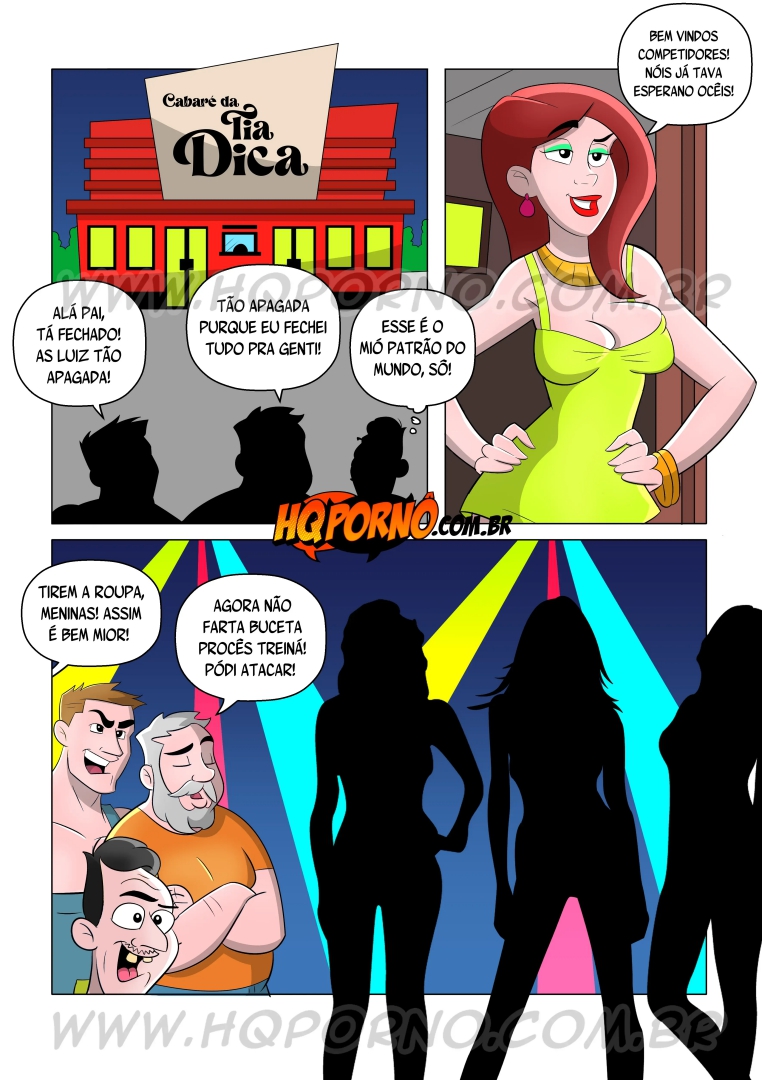 Cabaré da
Tia
Dica
BEM VINDOS
COMPETIDORES!
NÓIS JÁ TAVA
ESPERANO OCÊIS!
WWW.HQPORNO.COM.BR
ALÁ PAI,
TÁ FECHADO!
AS LUIZ TÃO
APAGADA!
TÃO APAGADA
PURQUE EU FECHEI
TUDO PRA GENTI!
ESSE É O
MIÓ PATRÃO DO
MUNDO, SÔ!
HQPORNÔ.COM.BR
TIREM A ROUPA,
MENINAS! ASSIM
É BEM MIOR!
AGORA NÃO
FARTA BUCETA
PROCÊS TREINÁ!
PÓDI ATACAR!
WWW.HQPORNO.COM.BR